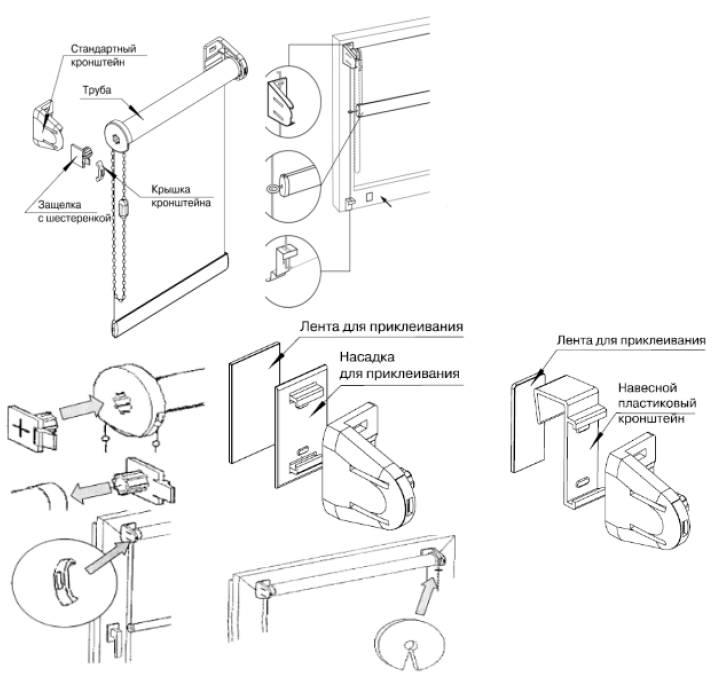 Стандартный
кронштейн
Труба
Защелка
с шестеренкой
Крышка
кронштейна
Лента для приклеивания
Насадка
для приклеивания
Лента для приклеивания
Навесной
пластиковый
кронштейн